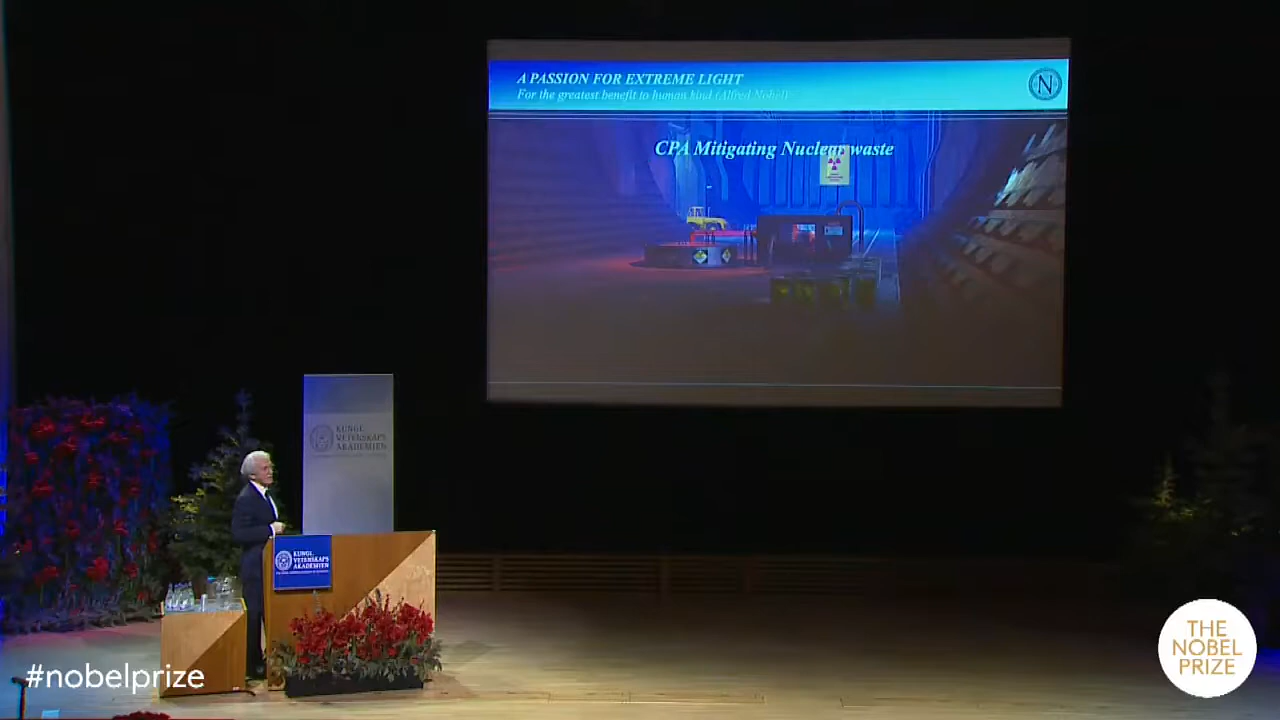 A PASSION FOR EXTREME LIGHT
For the greatest benefit to human kind (Alfred Nobel)
N
CPA Mitigating Nuclear waste
KUNGL.
VETENSKAPS
AKADEMIEN
KUNGL.
VETENSKAPS
AKADEMIEN
#nobelprize
THE
NOBEL
PRIZE